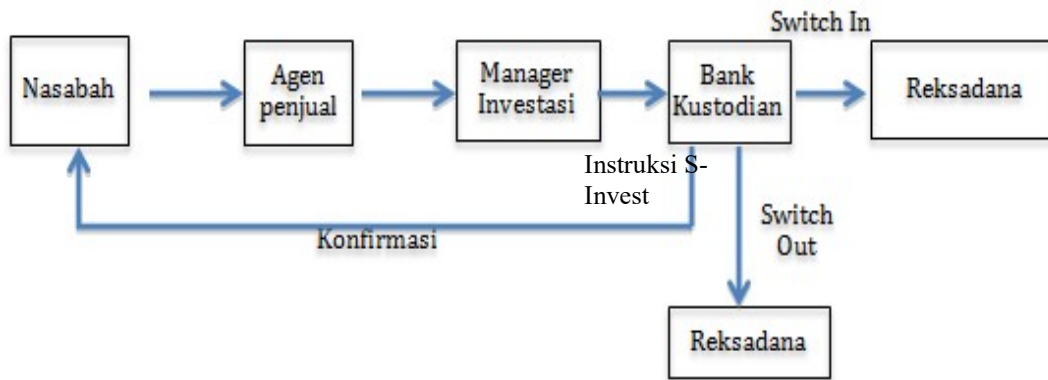 Switch In
Nasabah
Agen
penjual
Manager
Investasi
Bank
Kustodian
Reksadana
Instruksi S-
Invest
Konfirmasi
Switch
Out
Reksadana